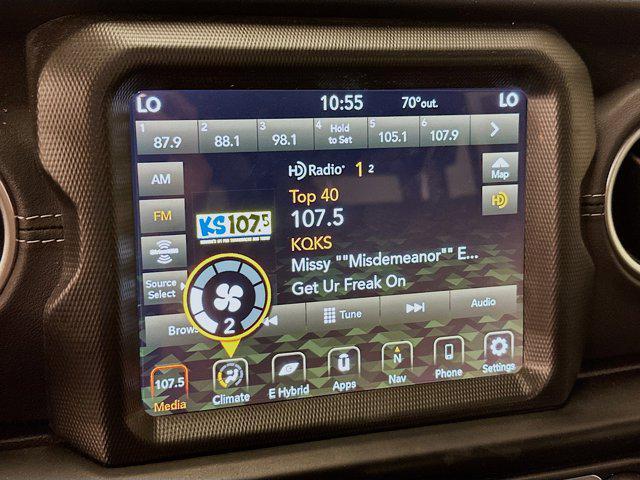 LO 10:55 70°out. LO
1 87.9 2 88.1 3 98.1 4 Hold to Set 5 105.1 6 107.9
AM
HD Radio 1 2
Map
FM
Top 40
107.5
HD
KS107.5
KQKS
SiriusXM
Missy ""Misdemeanor"" E...
Get Ur Freak On
Source
Select
2
Brow
Tune
Audio
107.5
Media
Climate
E Hybrid
U
Apps
N
Nav
Phone
Settings